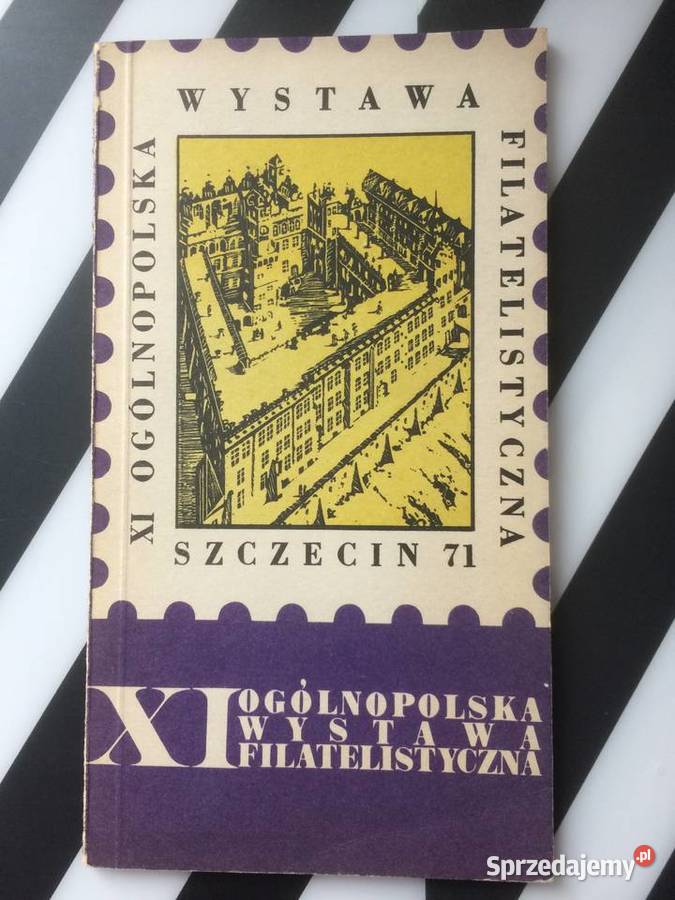 WYSTAWA
XI OGÓLNOPOLSKA
FILATELISTYCZNA
SZCZECIN 71
XI OGÓLNOPOLSKA
WYSTAWA
FILATELISTYCZNA
Sprzedajemy.pl